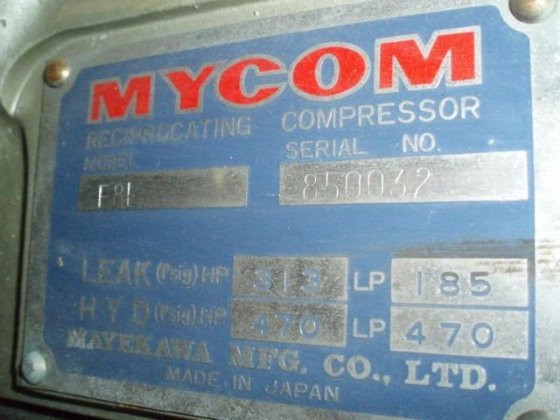 MYCOM
RECIPROCATING COMPRESSOR
MODEL SERIAL NO.
850032
LEAK (Psig) HP 313 LP 185
HYD (Psig) HP 470 LP 470
MAYEKAWA MFG. CO., LTD.
MADE IN JAPAN